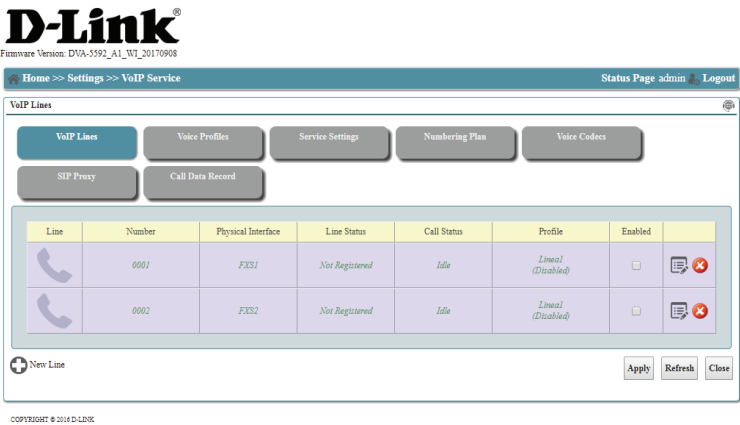 D-Link®
Firmware Version: DVA-5592_A1_WI_20170908
Home >> Settings >> VoIP Service Status Page admin Logout
VoIP Lines
VoIP Lines Voice Profiles Service Settings Numbering Plan Voice Codecs
SIP Proxy Call Data Record
Line Number Physical Interface Line Status Call Status Profile Enabled
0001 FXS1 Not Registered Idle Linea1
(Disabled)
0002 FXS2 Not Registered Idle Linea1
(Disabled)
New Line Apply Refresh Close
COPYRIGHT © 2016 D-LINK